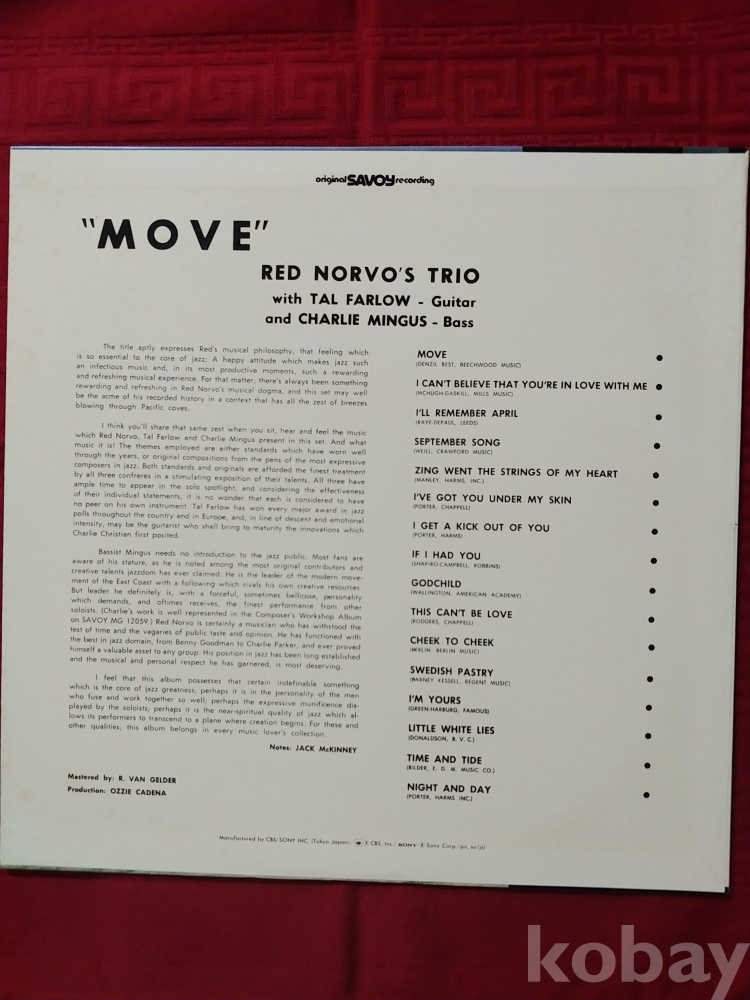 original SAVOY recording
"MOVE"
RED NORVO'S TRIO
with TAL FARLOW - Guitar
and CHARLIE MINGUS - Bass
The title aptly expresses Red's musical philosophy, that feeling which
is so essential to the core of jazz; A happy attitude which makes jazz such
an infectious music and, in its most productive moments, such a rewarding
and refreshing musical experience. For that matter, there's always been something
rewarding and refreshing in Red Norvo's musical dogma, and this set may well
be the acme of his recorded history in a context that has all the zest of breezes
blowing through Pacific coves.
I think you'll share that same zest when you sit, hear and feel the music
which Red Norvo, Tal Farlow and Charlie Mingus present in this set. And what
music it is! The themes employed are either standards which have worn well
through the years, or original compositions from the pens of the most expressive
composers in jazz. Both standards and originals are afforded the finest treatment
by all three confreres in a stimulating exposition of their talents. All three have
ample time to appear in the solo spotlight, and considering the effectiveness
of their individual statements, it is no wonder that each is considered to have
no peer on his own instrument. Tal Farlow has won every major award in jazz
polls throughout the country and in Europe, and, in line of descent and emotional
intensity, may be the guitarist who shall bring to maturity the innovations which
Charlie Christian first posited.
Bassist Mingus needs no introduction to the jazz public. Most fans are
aware of his stature, as he is noted among the most original contributors and
creative talents jazzdom has ever claimed. He is the leader of the modern move-
ment of the East Coast with a following which rivals his own creative resources.
But leader he definitely is, with a forceful, sometimes bellicose, personality
which demands, and oftimes receives, the finest performance from other
soloists. (Charlie's work is well represented in the Composer's Workshop Album
on SAVOY MG 12059.) Red Norvo is certainly a musician who has withstood the
test of time and the vagaries of public taste and opinion. He has functioned with
the best in jazz domain, from Benny Goodman to Charlie Parker, and ever proved
himself a valuable asset to any group. His position in jazz has been long established
and the musical and personal respect he has garnered, is most deserving.
I feel that this album possesses that certain indefinable something
which is the core of jazz greatness; perhaps it is in the personality of the men
who fuse and work together so well, perhaps the expressive munificence dis-
played by the soloists, perhaps it is the near-spiritual quality of jazz which al-
lows its performers to transcend to a plane where creation begins. For these and
other qualities, this album belongs in every music lover's collection.
Notes: JACK McKINNEY
Mastered by: R. VAN GELDER
Production: OZZIE CADENA
MOVE
(DENZIL BEST, BEECHWOOD MUSIC)
I CAN'T BELIEVE THAT YOU'RE IN LOVE WITH ME
(MCHUGH-GASKILL, MILLS MUSIC)
I'LL REMEMBER APRIL
(RAYE-DEPAUL, LEEDS)
SEPTEMBER SONG
(WEILL, CRAWFORD MUSIC)
ZING WENT THE STRINGS OF MY HEART
(MANLEY, HARMS, INC.)
I'VE GOT YOU UNDER MY SKIN
(PORTER, CHAPPELL)
I GET A KICK OUT OF YOU
(PORTER, HARMS)
IF I HAD YOU
(SHAPIRO-CAMPBELL, ROBBINS)
GODCHILD
(WALLINGTON, AMERICAN ACADEMY)
THIS CAN'T BE LOVE
(RODGERS, CHAPPELL)
CHEEK TO CHEEK
(BERLIN, BERLIN MUSIC)
SWEDISH PASTRY
(BARNEY KESSELL, REGENT MUSIC)
I'M YOURS
(GREEN-HARBURG, FAMOUS)
LITTLE WHITE LIES
(DONALDSON, B. V. C.)
TIME AND TIDE
(BILDER, E. D. M. MUSIC CO.)
NIGHT AND DAY
(PORTER, HARMS INC.)
Manufactured by CBS/SONY INC. (Tokyo Japan) CBS, Inc./SONY Sony Corp.
kobay